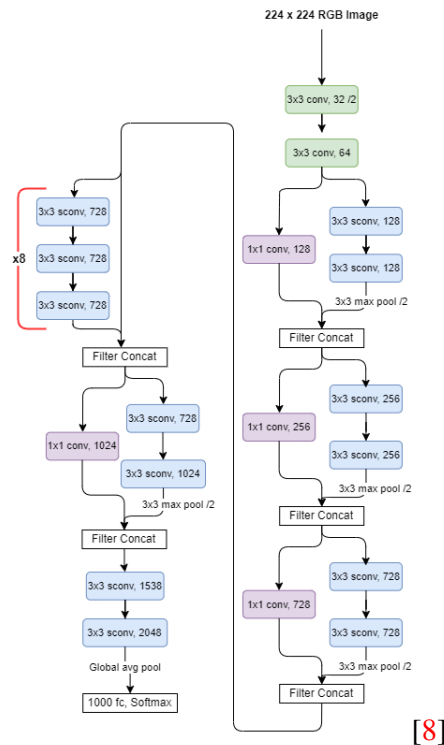 224 x 224 RGB Image
3x3 conv, 32 /2
3x3 conv, 64
1x1 conv, 128
3x3 sconv, 128
3x3 sconv, 128
3x3 max pool /2
Filter Concat
1x1 conv, 256
3x3 sconv, 256
3x3 sconv, 256
3x3 max pool /2
Filter Concat
1x1 conv, 728
3x3 sconv, 728
3x3 sconv, 728
3x3 max pool /2
Filter Concat
x8
3x3 sconv, 728
3x3 sconv, 728
3x3 sconv, 728
Filter Concat
1x1 conv, 1024
3x3 sconv, 728
3x3 sconv, 1024
3x3 max pool /2
Filter Concat
3x3 sconv, 1538
3x3 sconv, 2048
Global avg pool
1000 fc, Softmax
[8]